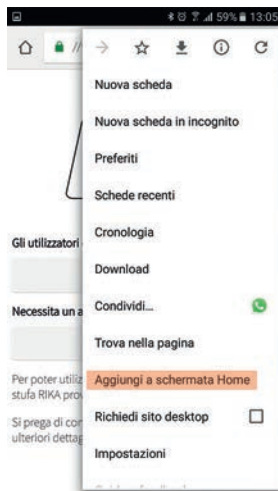 59% 13:05
//
Nuova scheda
Nuova scheda in incognito
Preferiti
Schede recenti
Cronologia
Gli utilizzatori
Download
Condividi...
Necessita un a
Trova nella pagina
Per poter utiliz
Aggiungi a schermata Home
stufa RIKA prov
Richiedi sito desktop
Si prega di con
ulteriori dettag
Impostazioni